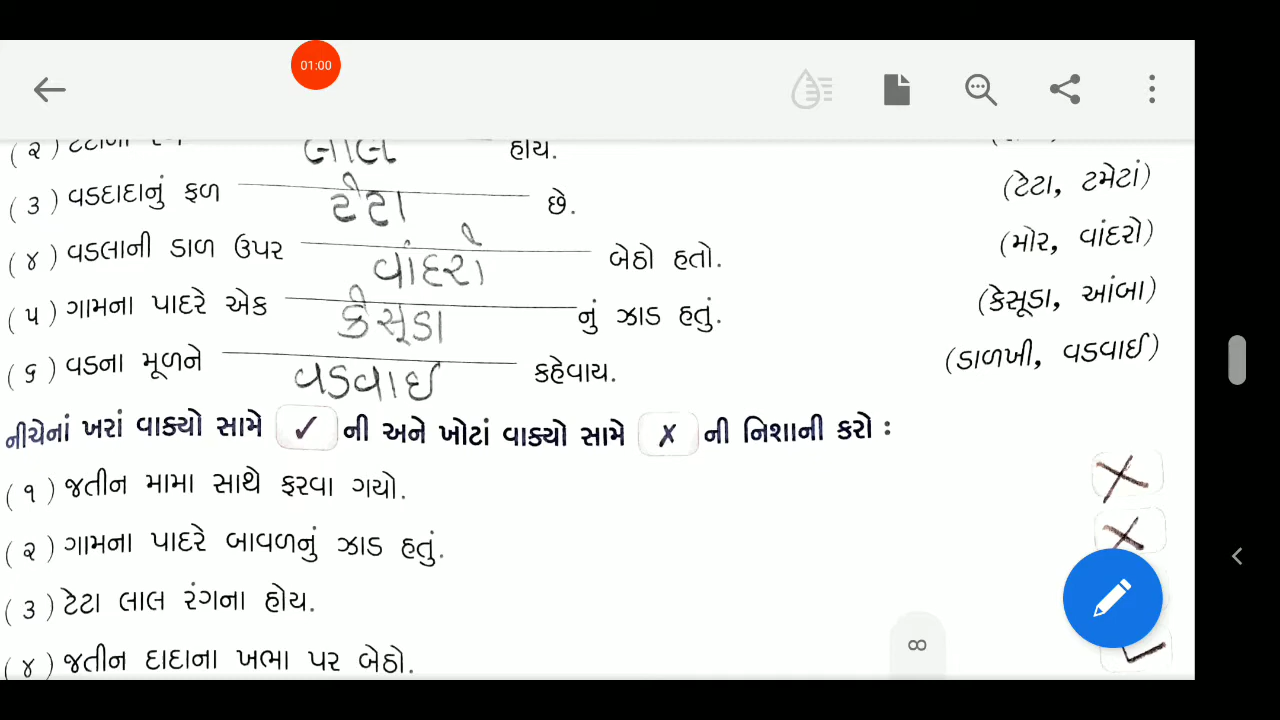 01:00
(૨) હોય.
લાલ
(૩) વડદાદાનું ફળ ટેટા છે. (ટેટા, ટમેટાં)
(૪) વડલાની ડાળ ઉપર વાંદરો બેઠો હતો. (મોર, વાંદરો)
(૫) ગામના પાદરે એક કેસૂડા નું ઝાડ હતું. (કેસૂડા, આંબા)
(૬) વડના મૂળને વડવાઈ કહેવાય. (ડાળખી, વડવાઈ)
નીચેનાં ખરાં વાક્યો સામે ✓ ની અને ખોટાં વાક્યો સામે ✗ ની નિશાની કરો :
(૧) જતીન મામા સાથે ફરવા ગયો. ✗
(૨) ગામના પાદરે બાવળનું ઝાડ હતું. ✗
(૩) ટેટા લાલ રંગના હોય.
(૪) જતીન દાદાના ખભા પર બેઠો.
8